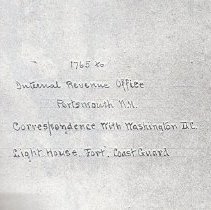 1765 to
Internal Revenue Office
Portsmouth N.H.
Correspondence With Washington D.C.
Light House, Fort, Coast Guard